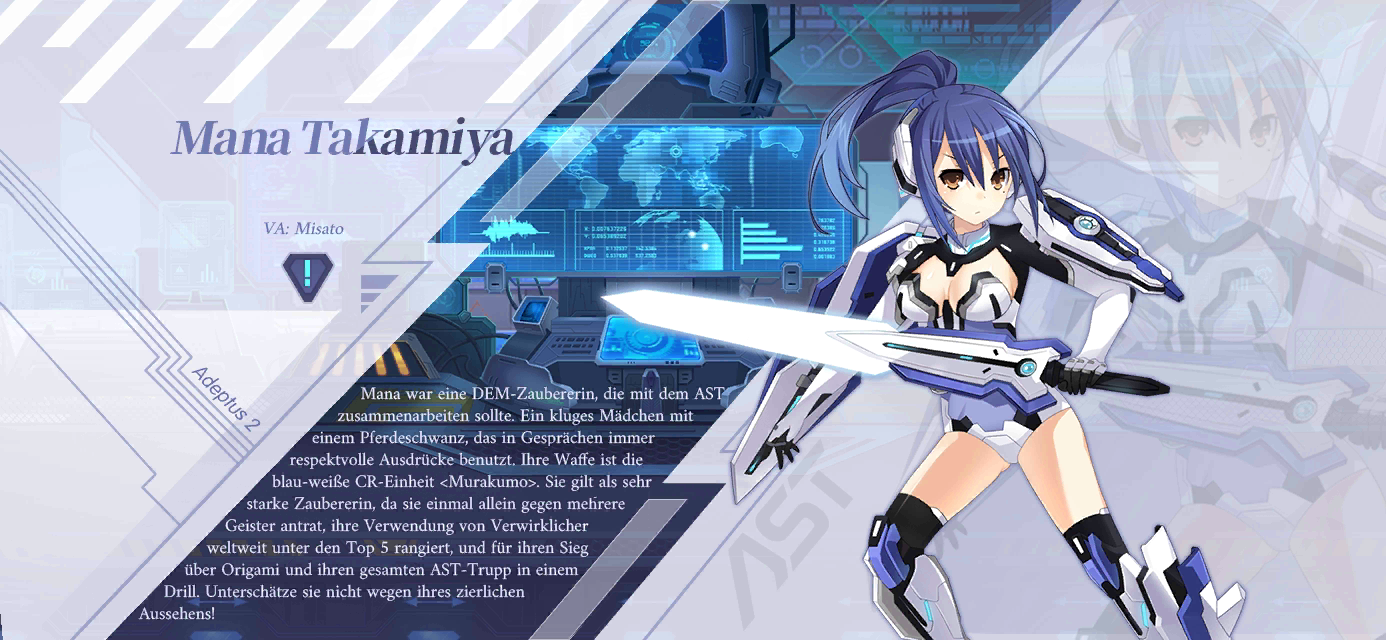 Mana Takamiya
VA: Misato
Adeptus 2
Mana war eine DEM-Zaubererin, die mit dem AST
zusammenarbeiten sollte. Ein kluges Mädchen mit
einem Pferdeschwanz, das in Gesprächen immer
respektvolle Ausdrücke benutzt. Ihre Waffe ist die
blau-weiße CR-Einheit <Murakumo>. Sie gilt als sehr
starke Zaubererin, da sie einmal allein gegen mehrere
Geister antrat, ihre Verwendung von Verwirklicher
weltweit unter den Top 5 rangiert, und für ihren Sieg
über Origami und ihren gesamten AST-Trupp in einem
Drill. Unterschätze sie nicht wegen ihres zierlichen
Aussehens!
AST